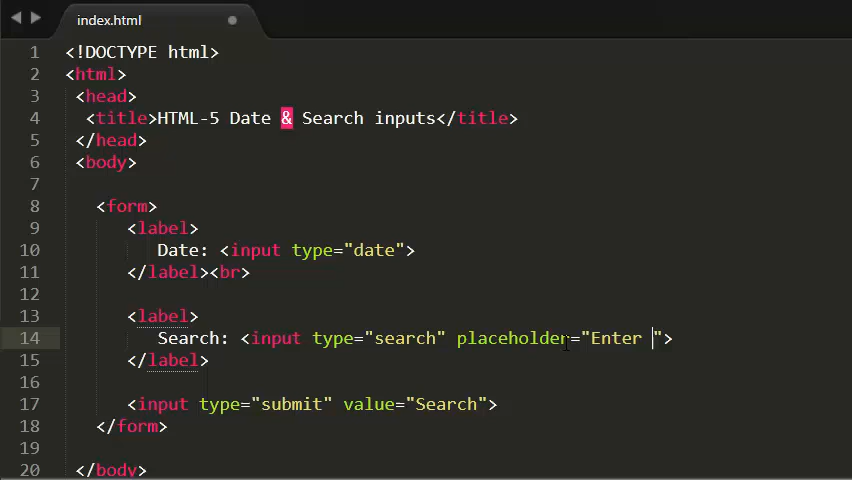 index.html
1 <!DOCTYPE html>
2 <html>
3 <head>
4 <title>HTML-5 Date & Search inputs</title>
5 </head>
6 <body>
7
8 <form>
9 <label>
10 Date: <input type="date">
11 </label><br>
12
13 <label>
14 Search: <input type="search" placeholder="Enter ">
15 </label>
16
17 <input type="submit" value="Search">
18 </form>
19
20 </body>